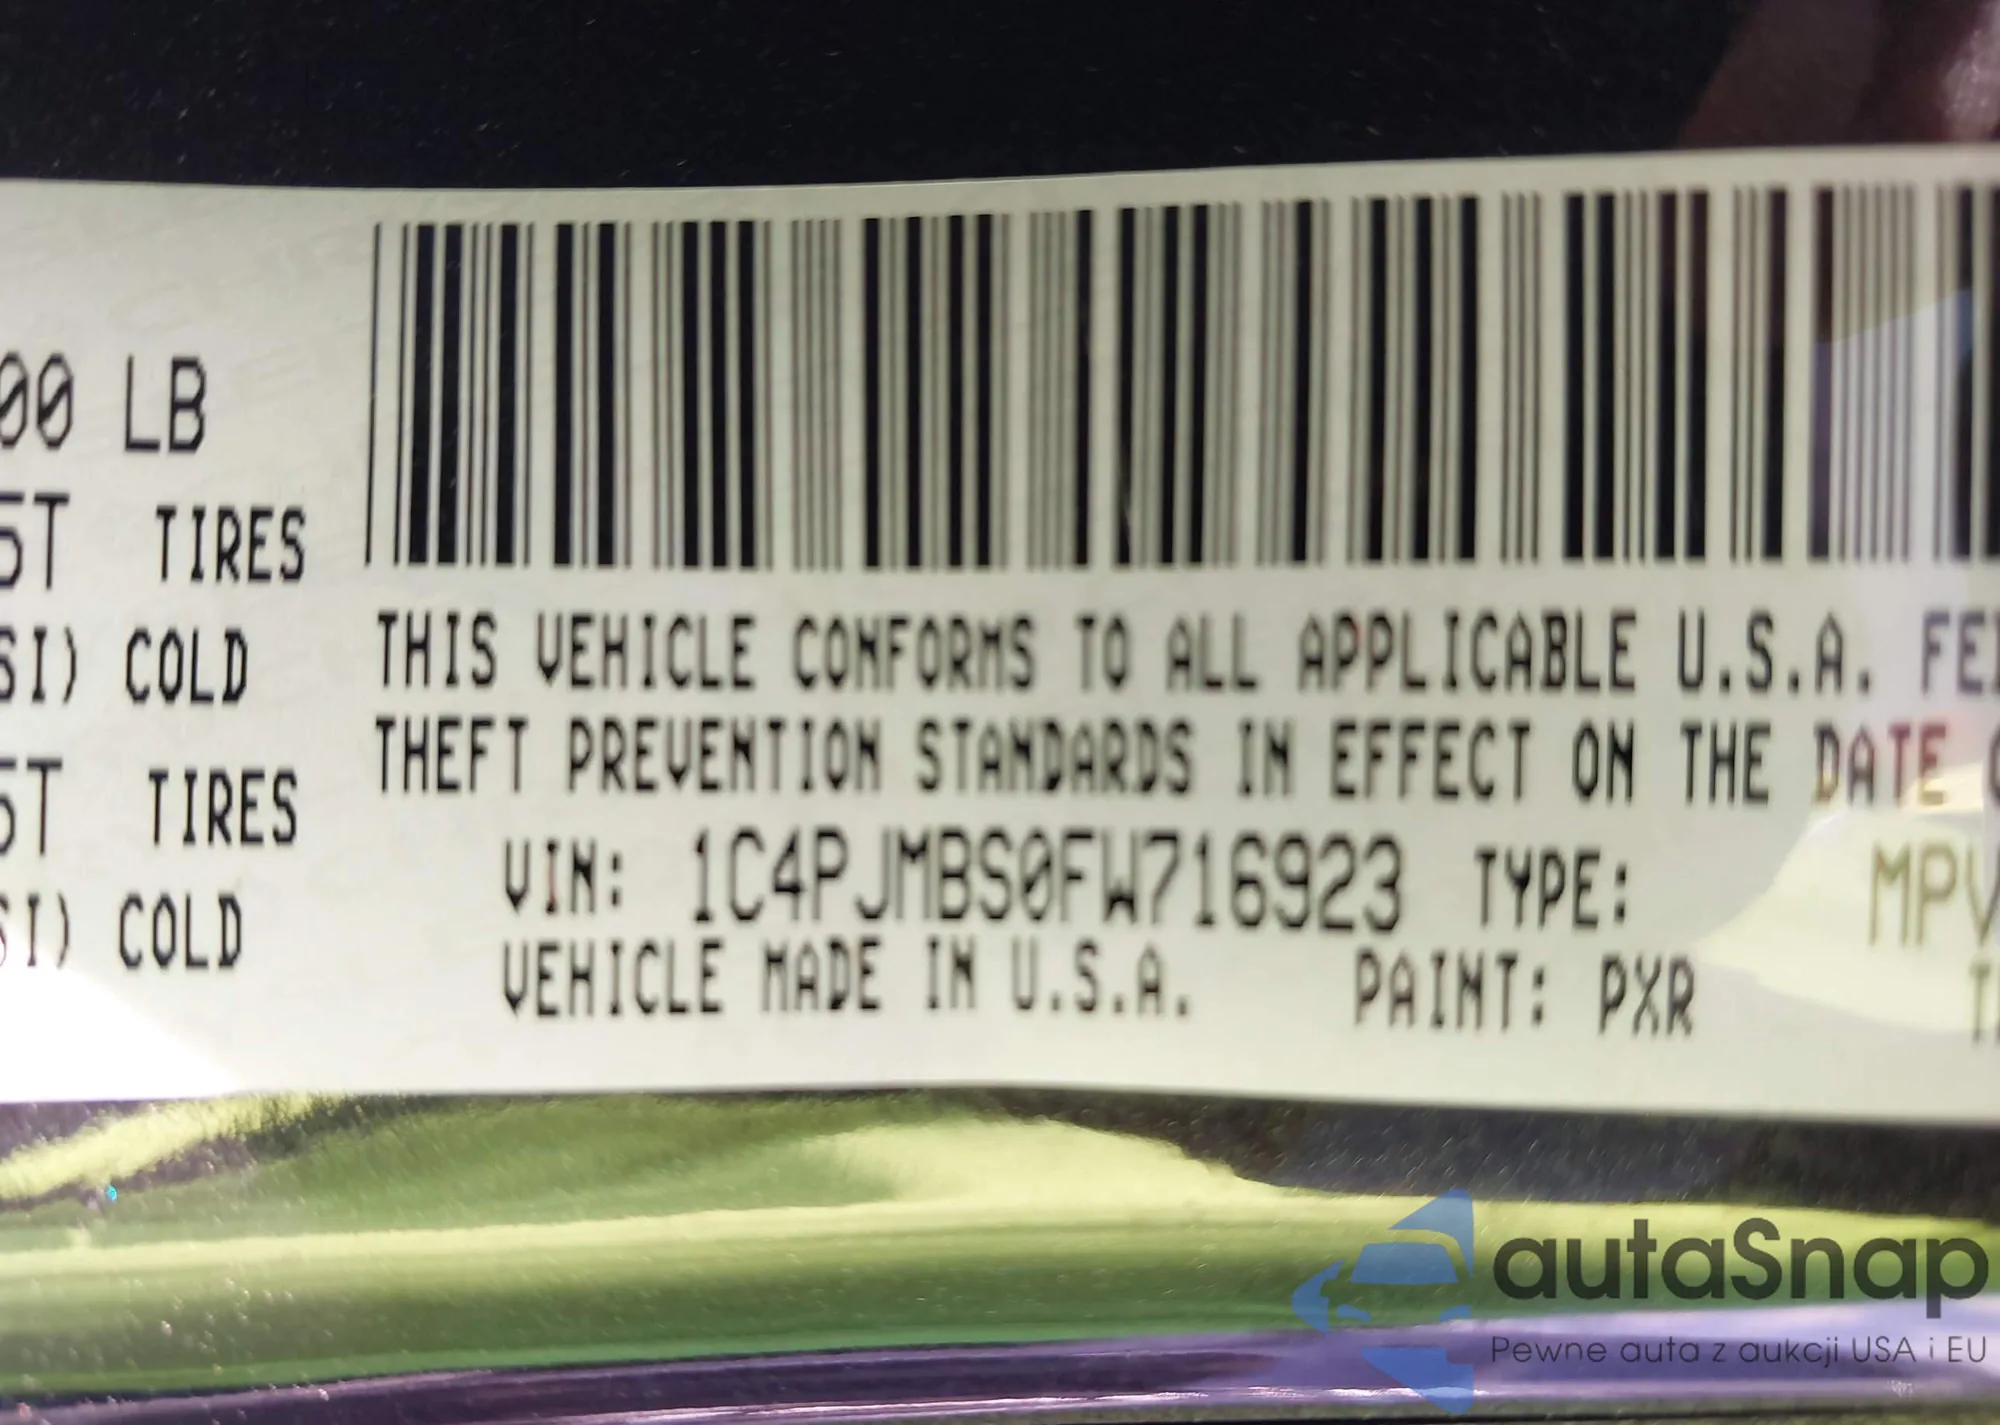 00 LB
5T TIRES
SI) COLD
5T TIRES
SI) COLD
THIS VEHICLE CONFORMS TO ALL APPLICABLE U.S.A. FE
THEFT PREVENTION STANDARDS IN EFFECT ON THE DATE
VIN: 1C4PJMBS0FW716923 TYPE: MPV
VEHICLE MADE IN U.S.A. PAINT: PXR
autaSnap
Pewne auta z aukcji USA i EU